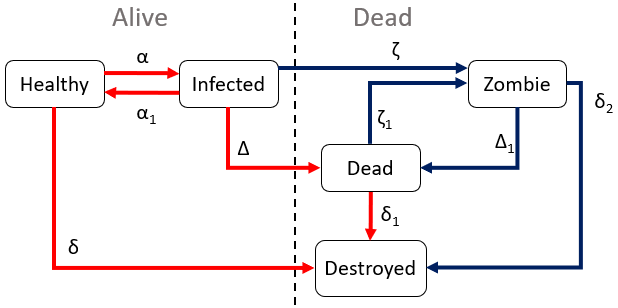 Alive
Dead
α
ζ
Healthy
Infected
Zombie
α1
ζ1
δ2
Δ
Δ1
Dead
δ1
δ
Destroyed